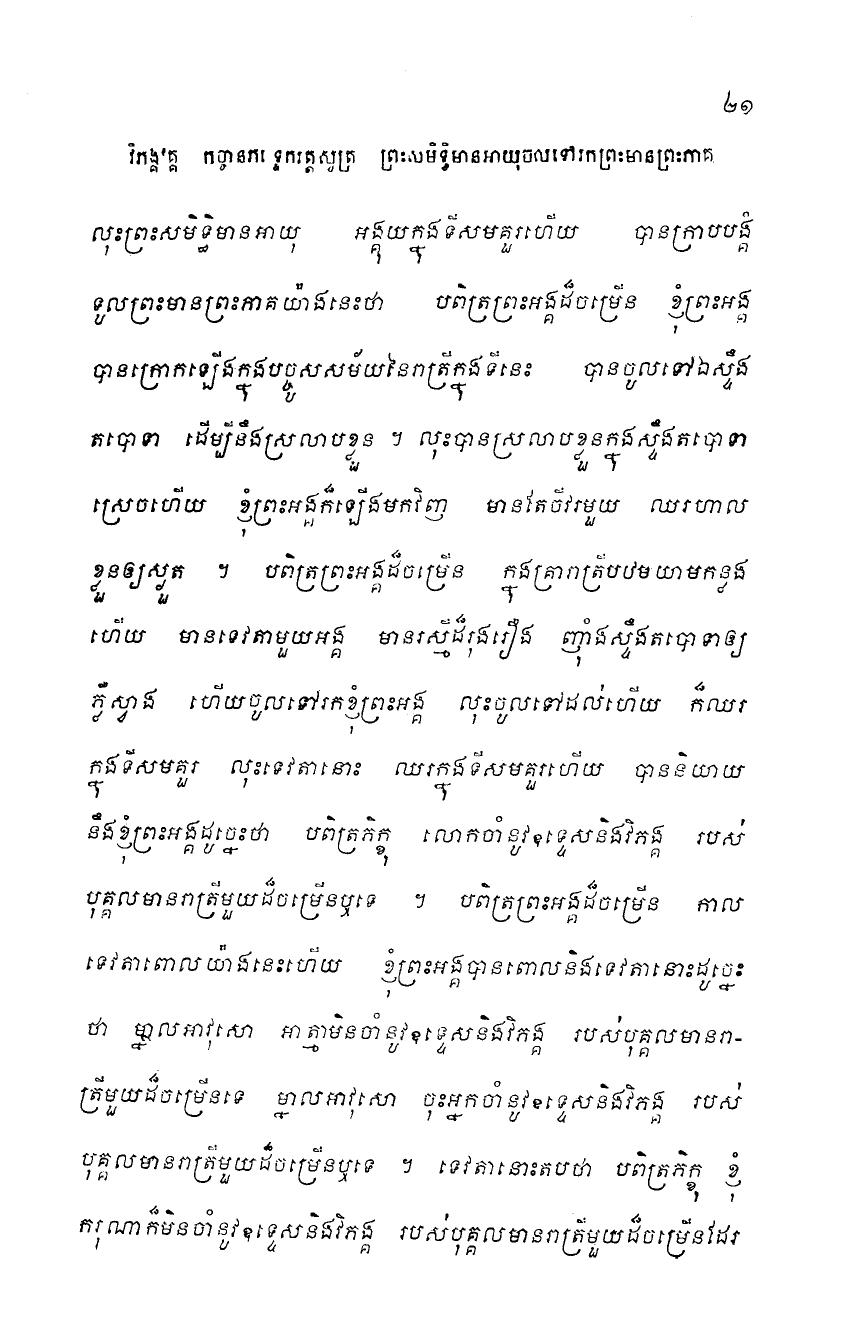 ២១
វិភង្គវគ្គ កច្ចានភទ្ទេករត្តសូត្រ ព្រះសមិទ្ធិមានអាយុចូលទៅរកព្រះមានព្រះភាគ
លុះព្រះសមិទ្ធិមានអាយុ អង្គុយក្នុងទីសមគួរហើយ បានក្រាបបង្គំ
ទូលព្រះមានព្រះភាគយ៉ាងនេះថា បពិត្រព្រះអង្គដ៏ចម្រើន ខ្ញុំព្រះអង្គ
បានក្រោកឡើងក្នុងបច្ចូសសម័យនៃរាត្រីក្នុងទីនេះ បានចូលទៅឯស្ទឹង
តបោទា ដើម្បីនឹងស្រលាបខ្លួន ។ លុះបានស្រលាបខ្លួនក្នុងស្ទឹងតបោទា
ស្រេចហើយ ខ្ញុំព្រះអង្គក៏ឡើងមកវិញ មានតែចីវរមួយ ឈរហាល
ខ្លួនឲ្យស្ងួត ។ បពិត្រព្រះអង្គដ៏ចម្រើន ក្នុងគ្រារាត្រីបឋមយាមកន្លង
ហើយ មានទេវតាមួយអង្គ មានរស្មីដ៏រុងរឿង ញ៉ាំងស្ទឹងតបោទាឲ្យ
ភ្លឺស្វាង ហើយចូលទៅរកខ្ញុំព្រះអង្គ លុះចូលទៅដល់ហើយ ក៏ឈរ
ក្នុងទីសមគួរ លុះទេវតានោះ ឈរក្នុងទីសមគួរហើយ បាននិយាយ
នឹងខ្ញុំព្រះអង្គដូច្នេះថា បពិត្រភិក្ខុ លោកចាំនូវឧទ្ទេសនិងវិភង្គ របស់
បុគ្គលមានរាត្រីមួយដ៏ចម្រើនឬទេ ។ បពិត្រព្រះអង្គដ៏ចម្រើន កាល
ទេវតាពោលយ៉ាងនេះហើយ ខ្ញុំព្រះអង្គបានពោលនិងទេវតានោះដូច្នេះ
ថា ម្នាលអាវុសោ អាត្មាមិនចាំនូវឧទ្ទេសនិងវិភង្គ របស់បុគ្គលមានរា-
ត្រីមួយដ៏ចម្រើនទេ ម្នាលអាវុសោ ចុះអ្នកចាំនូវឧទ្ទេសនិងវិភង្គ របស់
បុគ្គលមានរាត្រីមួយដ៏ចម្រើនឬទេ ។ ទេវតានោះតបថា បពិត្រភិក្ខុ ខ្ញុំ
ករុណាក៏មិនចាំនូវឧទ្ទេសនិងវិភង្គ របស់បុគ្គលមានរាត្រីមួយដ៏ចម្រើនដែរ